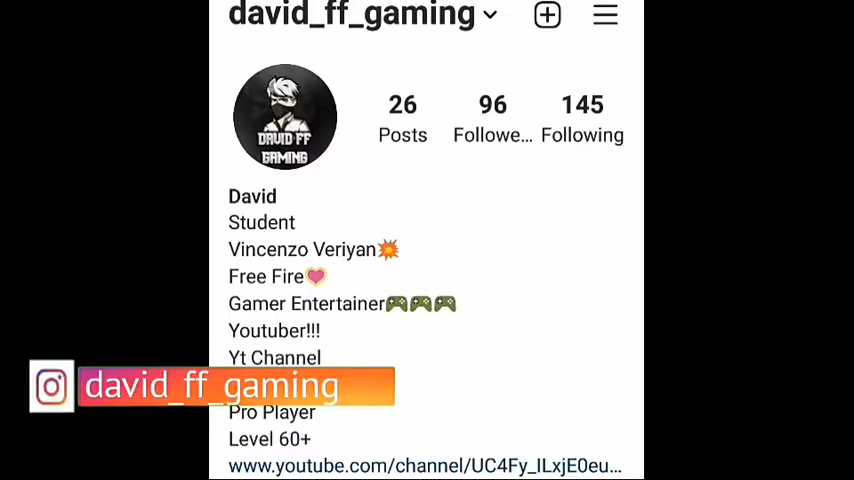 david_ff_gaming
26 96 145
Posts Followe... Following
DAVID FF
GAMING
David
Student
Vincenzo Veriyan💥
Free Fire💖
Gamer Entertainer🎮🎮🎮
Youtuber!!!
Yt Channel
david_ff_gaming
Pro Player
Level 60+
www.youtube.com/channel/UC4Fy_ILxjE0eu...